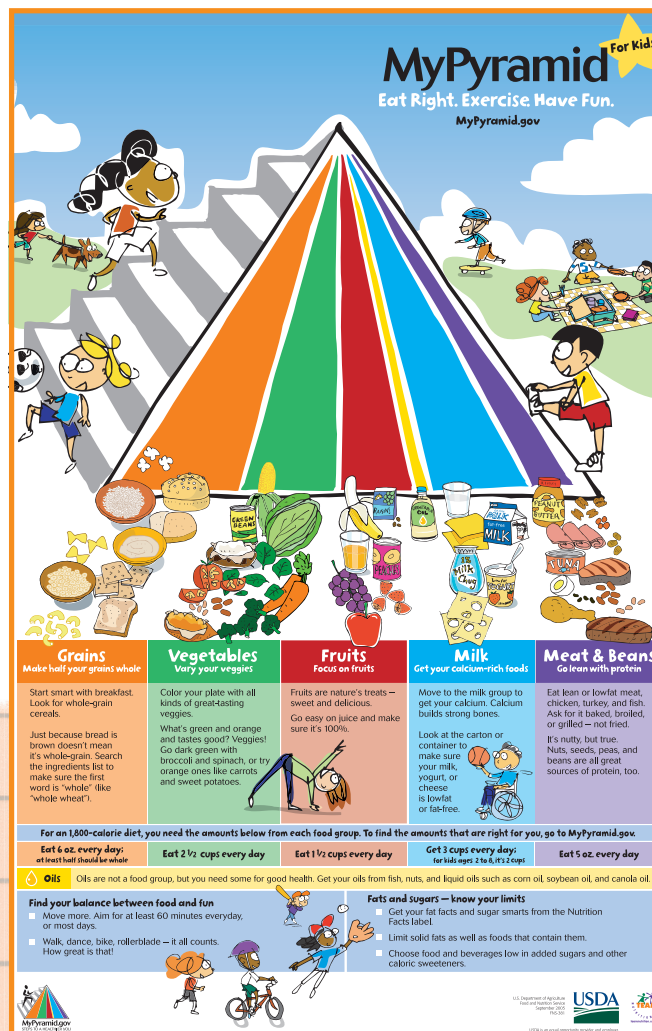 For Kids
MyPyramid
Eat Right. Exercise. Have Fun.
MyPyramid.gov
GREEN
BEANS
OIL
MILK
fat-free
MILK
MILK
Chug
PEANUT
BUTTER
TUNA
Grains
Make half your grains whole
Vegetables
Vary your veggies
Fruits
Focus on fruits
Milk
Get your calcium-rich foods
Meat & Beans
Go lean with protein
Start smart with breakfast.
Look for whole-grain
cereals.
Just because bread is
brown doesn't mean
it's whole-grain. Search
the ingredients list to
make sure the first
word is "whole" (like
"whole wheat").
Color your plate with all
kinds of great-tasting
veggies.
What's green and orange
and tastes good? Veggies!
Go dark green with
broccoli and spinach, or try
orange ones like carrots
and sweet potatoes.
Fruits are nature's treats –
sweet and delicious.
Go easy on juice and make
sure it's 100%.
Move to the milk group to
get your calcium. Calcium
builds strong bones.
Look at the carton or
container to
make sure
your milk,
yogurt, or
cheese
is lowfat
or fat-free.
Eat lean or lowfat meat,
chicken, turkey, and fish.
Ask for it baked, broiled,
or grilled – not fried.
It's nutty, but true.
Nuts, seeds, peas, and
beans are all great
sources of protein, too.
For an 1,800-calorie diet, you need the amounts below from each food group. To find the amounts that are right for you, go to MyPyramid.gov.
Eat 6 oz. every day;
at least half should be whole
Eat 2 1/2 cups every day
Eat 1 1/2 cups every day
Get 3 cups every day;
for kids ages 2 to 8, it's 2 cups
Eat 5 oz. every day
Oils Oils are not a food group, but you need some for good health. Get your oils from fish, nuts, and liquid oils such as corn oil, soybean oil, and canola oil.
Find your balance between food and fun
Move more. Aim for at least 60 minutes everyday,
or most days.
Walk, dance, bike, rollerblade – it all counts.
How great is that!
Fats and sugars – know your limits
Get your fat facts and sugar smarts from the Nutrition
Facts label.
Limit solid fats as well as foods that contain them.
Choose food and beverages low in added sugars and other
caloric sweeteners.
MyPyramid.gov
STEPS TO A HEALTHIER YOU
U.S. Department of Agriculture
Food and Nutrition Service
September 2005
FNS-381
USDA
TEAM